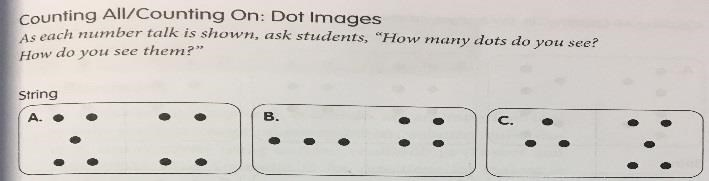 Counting All/Counting On: Dot Images
As each number talk is shown, ask students, “How many dots do you see?
How do you see them?”
String
A.
B.
C.